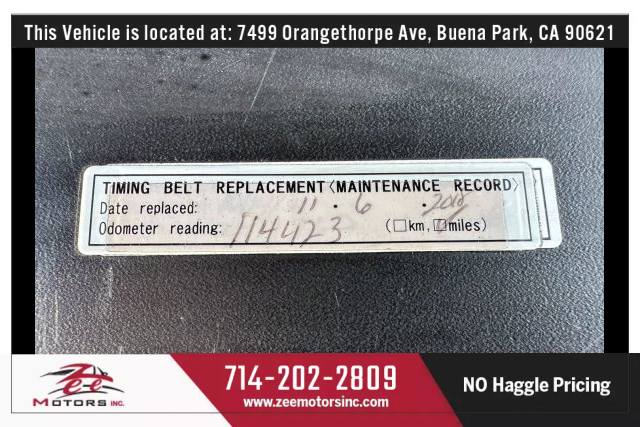 This Vehicle is located at: 7499 Orangethorpe Ave, Buena Park, CA 90621
TIMING BELT REPLACEMENT〈MAINTENANCE RECORD〉
Date replaced: 11 . 6 .
Odometer reading: 114423 (□km, ☑miles)
Zee
MOTORS INC.
714-202-2809
www.zeemotorsinc.com
NO Haggle Pricing